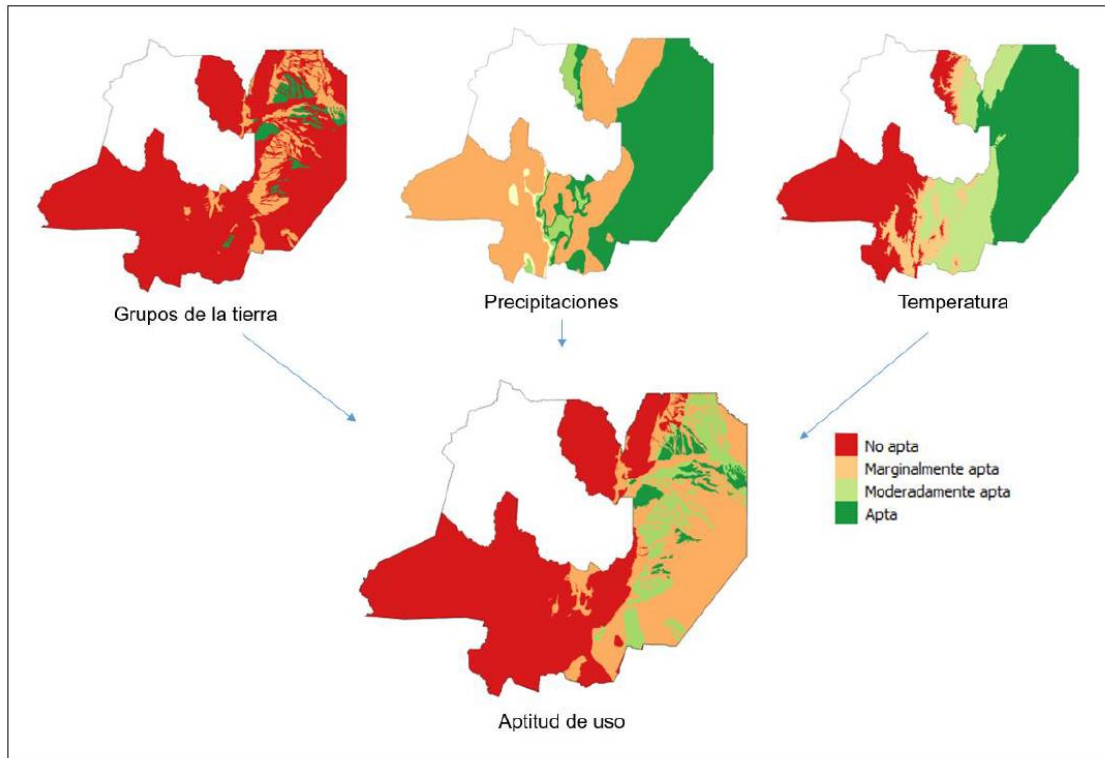 Grupos de la tierra
Precipitaciones
Temperatura
No apta
Marginalmente apta
Moderadamente apta
Apta
Aptitud de uso